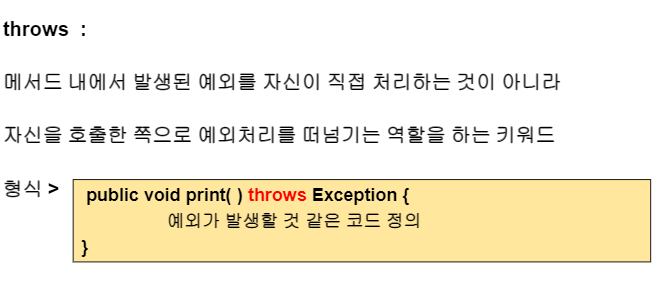 throws :
메서드 내에서 발생된 예외를 자신이 직접 처리하는 것이 아니라
자신을 호출한 쪽으로 예외처리를 떠넘기는 역할을 하는 키워드
형식 > public void print( ) throws Exception {
예외가 발생할 것 같은 코드 정의
}